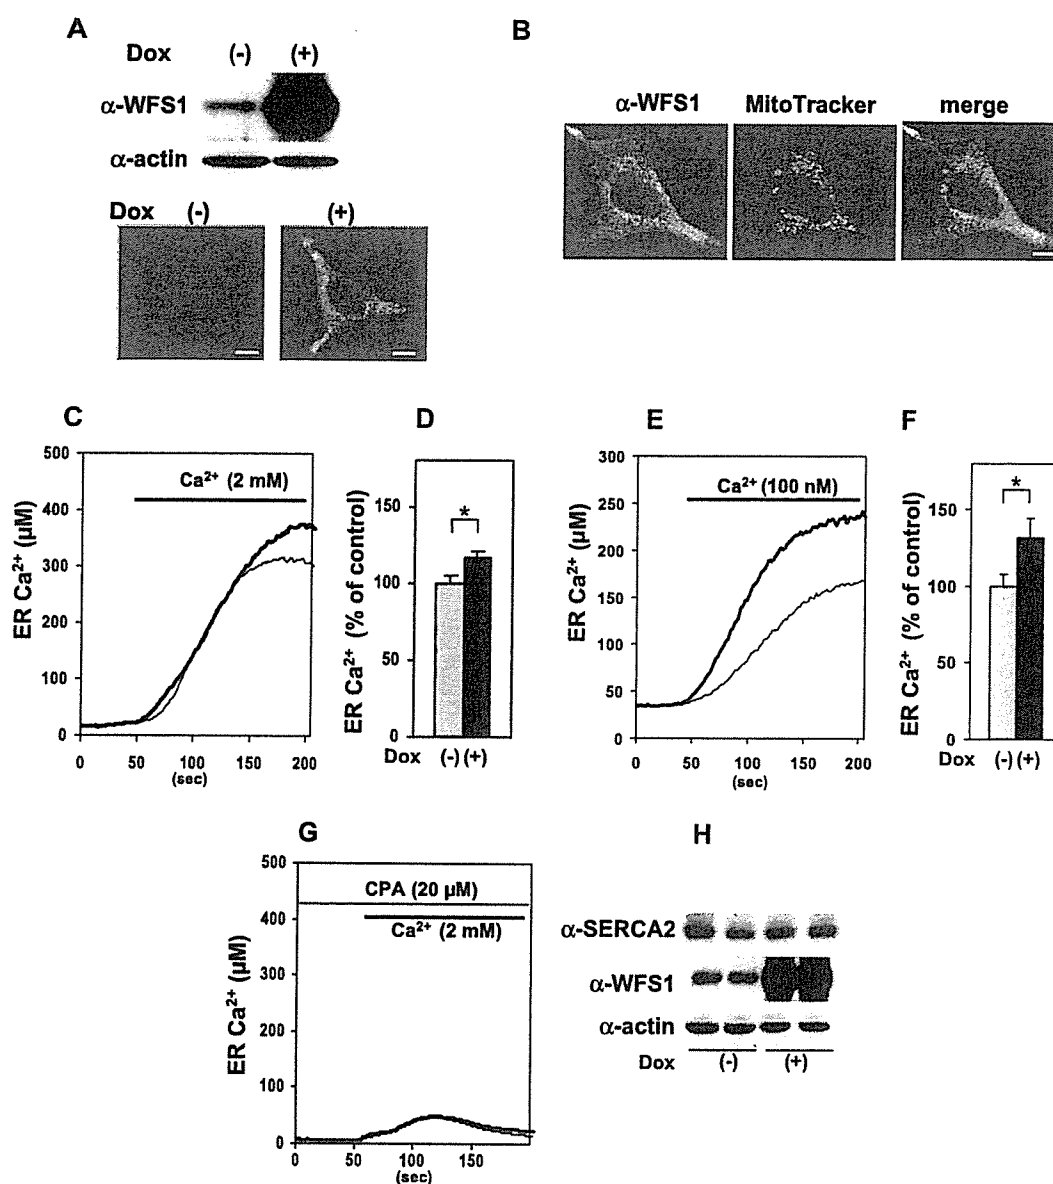 A
Dox (-) (+)
α-WFS1
α-actin
Dox (-) (+)
B
α-WFS1 MitoTracker merge
C
500
400
300
200
100
0
ER Ca²⁺ (μM)
Ca²⁺ (2 mM)
0 50 100 150 200
(sec)
D
150
100
50
0
ER Ca²⁺ (% of control)
*
Dox (-) (+)
E
300
250
200
150
100
50
0
ER Ca²⁺ (μM)
Ca²⁺ (100 nM)
0 50 100 150 200
(sec)
F
150
100
50
0
ER Ca²⁺ (% of control)
*
Dox (-) (+)
G
500
400
300
200
100
0
ER Ca²⁺ (μM)
CPA (20 μM)
Ca²⁺ (2 mM)
0 50 100 150
(sec)
H
α-SERCA2
α-WFS1
α-actin
Dox (-) (+)